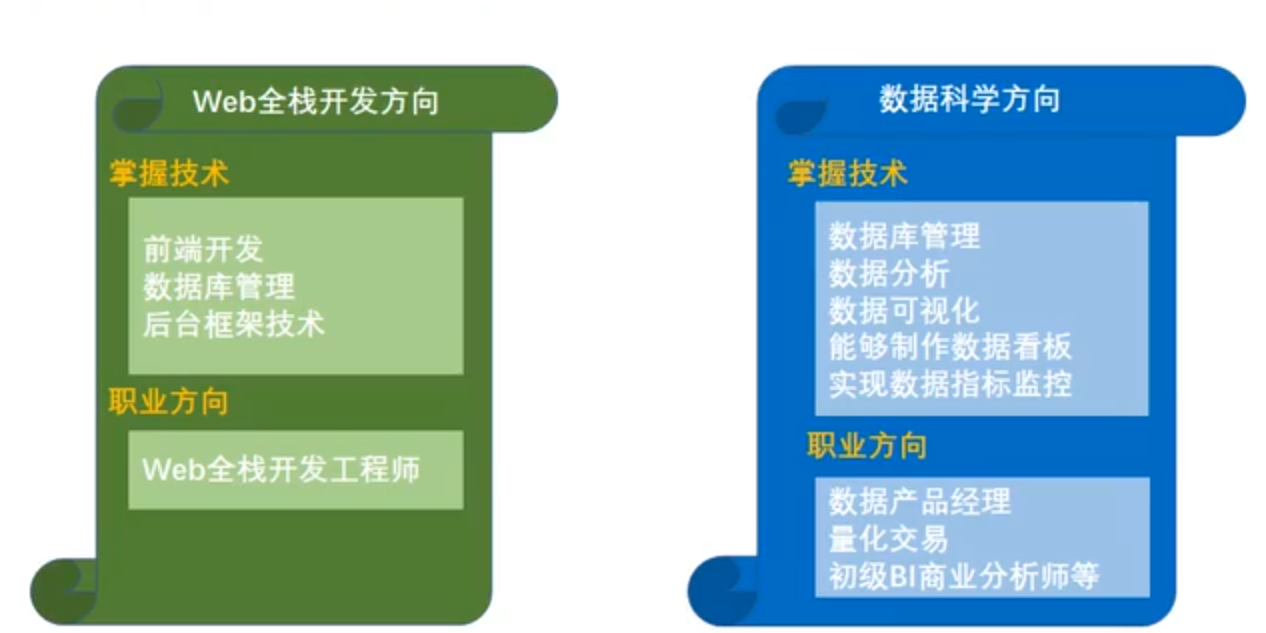 Web全栈开发方向
掌握技术
前端开发
数据库管理
后台框架技术
职业方向
Web全栈开发工程师
数据科学方向
掌握技术
数据库管理
数据分析
数据可视化
能够制作数据看板
实现数据指标监控
职业方向
数据产品经理
量化交易
初级BI商业分析师等